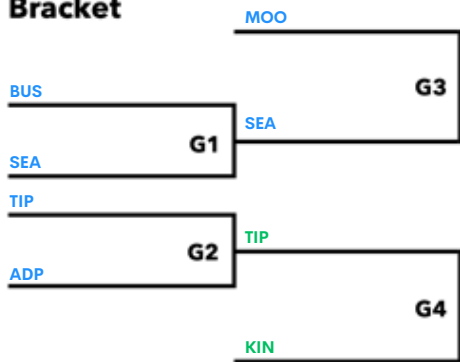 Bracket
MOO
G3
BUS
SEA
G1
SEA
TIP
TIP
G2
ADP
G4
KIN